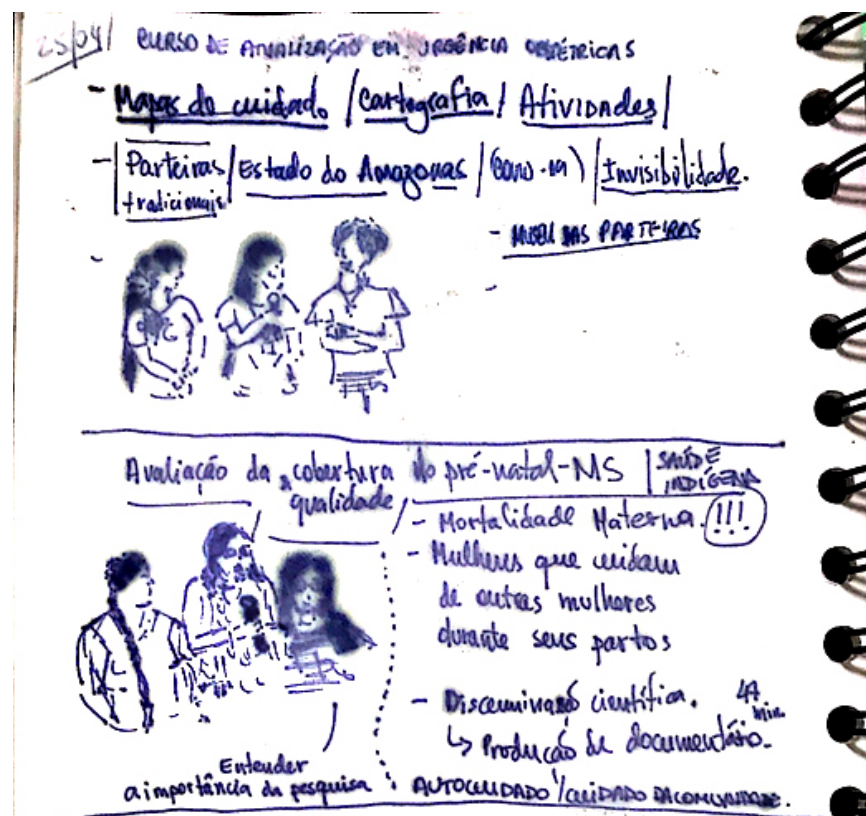 25/04/ CURSO DE ATUALIZAÇÃO EM URGÊNCIA OBSTÉTRICAS
- Mapas do cuidado / Cartografia / Atividades /
- | Parteiras / Estado do Amazonas / (Covid-19) / Invisibilidade.
tradicionais
- MUSEU DAS PARTEIRAS
Avaliação da cobertura do pré-natal-MS | SAÚDE
INDÍGENA
qualidade
- Mortalidade Materna. (!!!)
- Mulheres que cuidam
de outras mulheres
durante seus partos
- Disseminação científica. 47
min.
↳ Produção de documentário.
Entender
a importância da pesquisa
AUTOCUIDADO / CUIDADO DA COMUNIDADE.